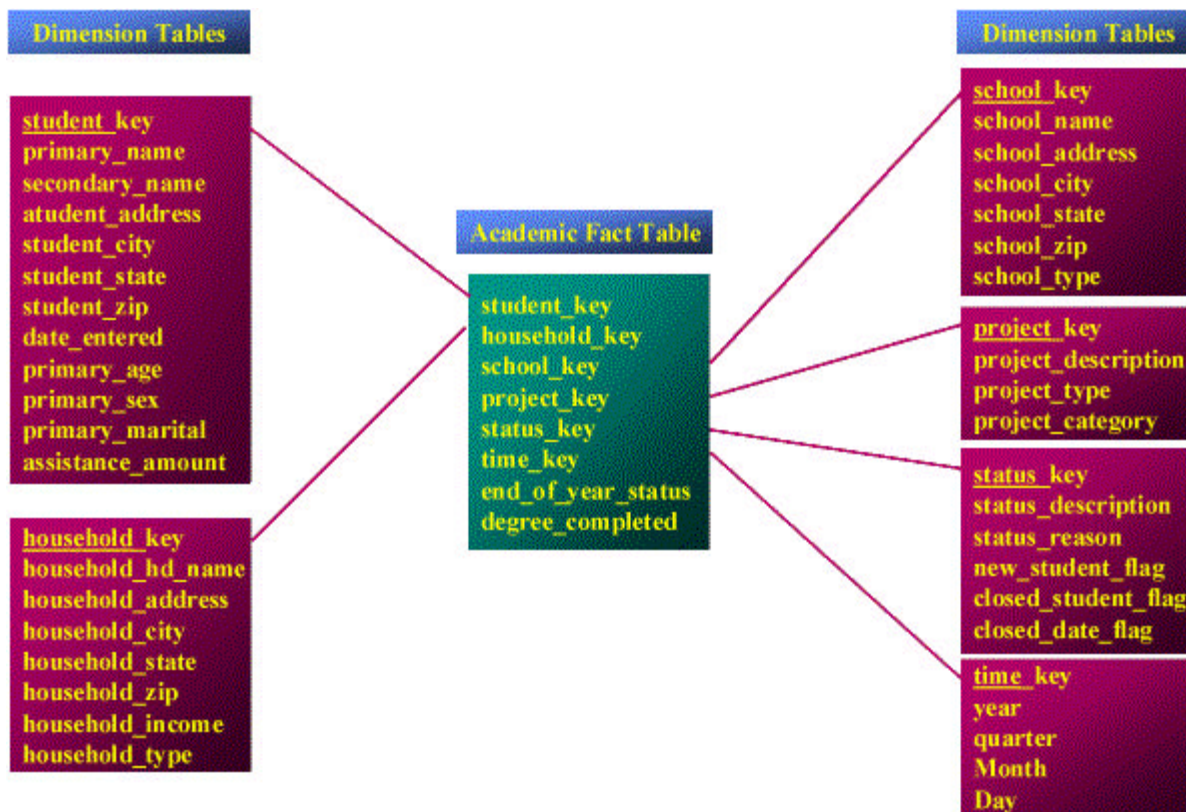 Dimension Tables
student_key
primary_name
secondary_name
atudent_address
student_city
student_state
student_zip
date_entered
primary_age
primary_sex
primary_marital
assistance_amount
household_key
household_hd_name
household_address
household_city
household_state
household_zip
household_income
household_type
Academic Fact Table
student_key
household_key
school_key
project_key
status_key
time_key
end_of_year_status
degree_completed
Dimension Tables
school_key
school_name
school_address
school_city
school_state
school_zip
school_type
project_key
project_description
project_type
project_category
status_key
status_description
status_reason
new_student_flag
closed_student_flag
closed_date_flag
time_key
year
quarter
Month
Day